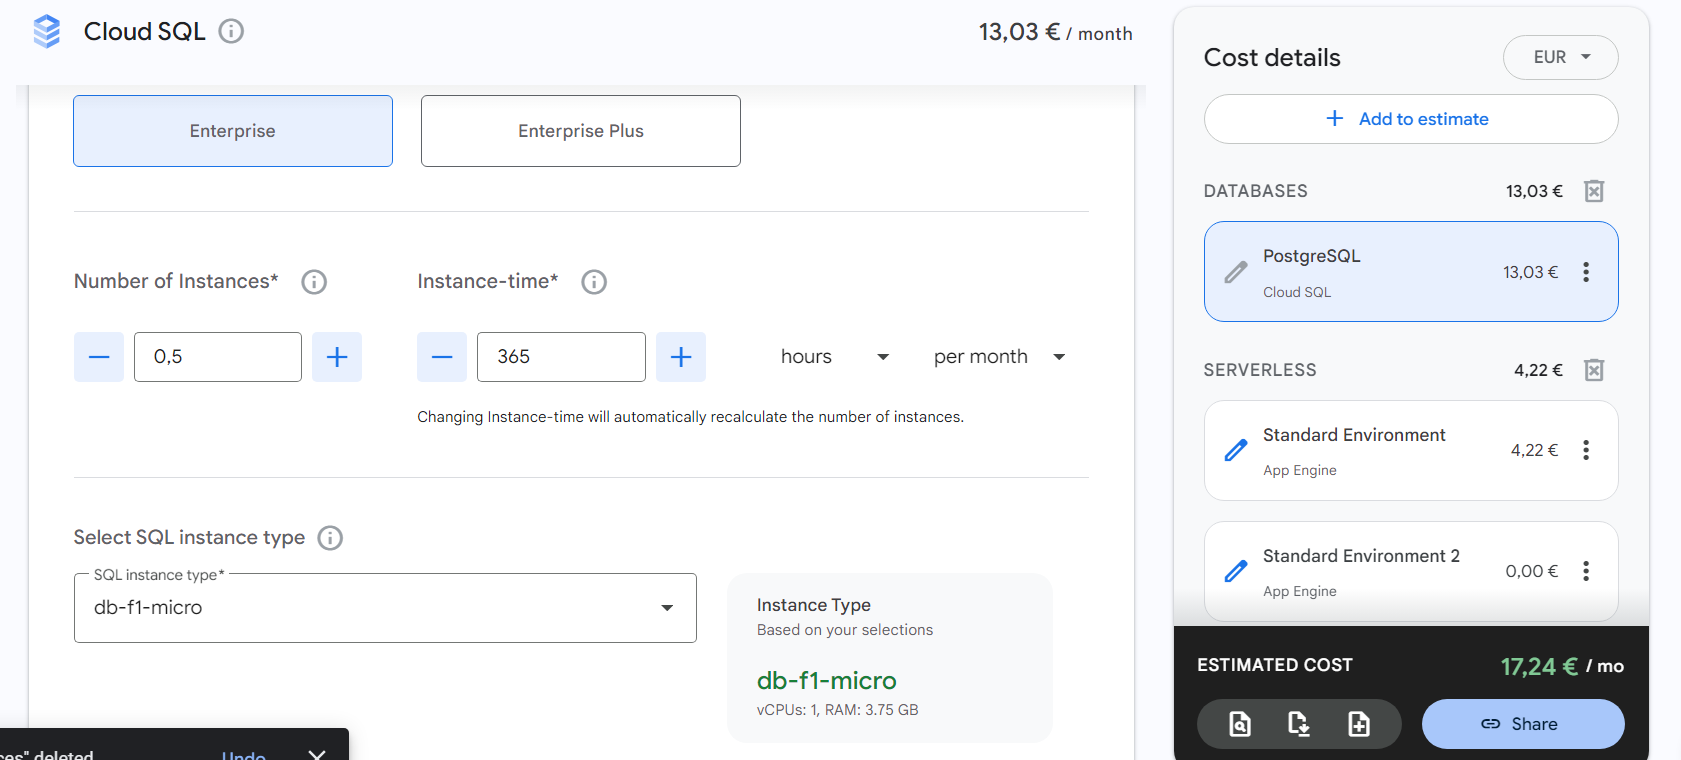 Cloud SQL
13,03 € / month
Enterprise
Enterprise Plus
Number of Instances*
Instance-time*
0,5
365
hours
per month
Changing Instance-time will automatically recalculate the number of instances.
Select SQL instance type
SQL instance type*
db-f1-micro
Instance Type
Based on your selections
db-f1-micro
vCPUs: 1, RAM: 3.75 GB
deleted
Undo
Cost details
EUR
Add to estimate
DATABASES 13,03 €
PostgreSQL
Cloud SQL
13,03 €
SERVERLESS 4,22 €
Standard Environment
App Engine
4,22 €
Standard Environment 2
App Engine
0,00 €
ESTIMATED COST 17,24 € / mo
Share